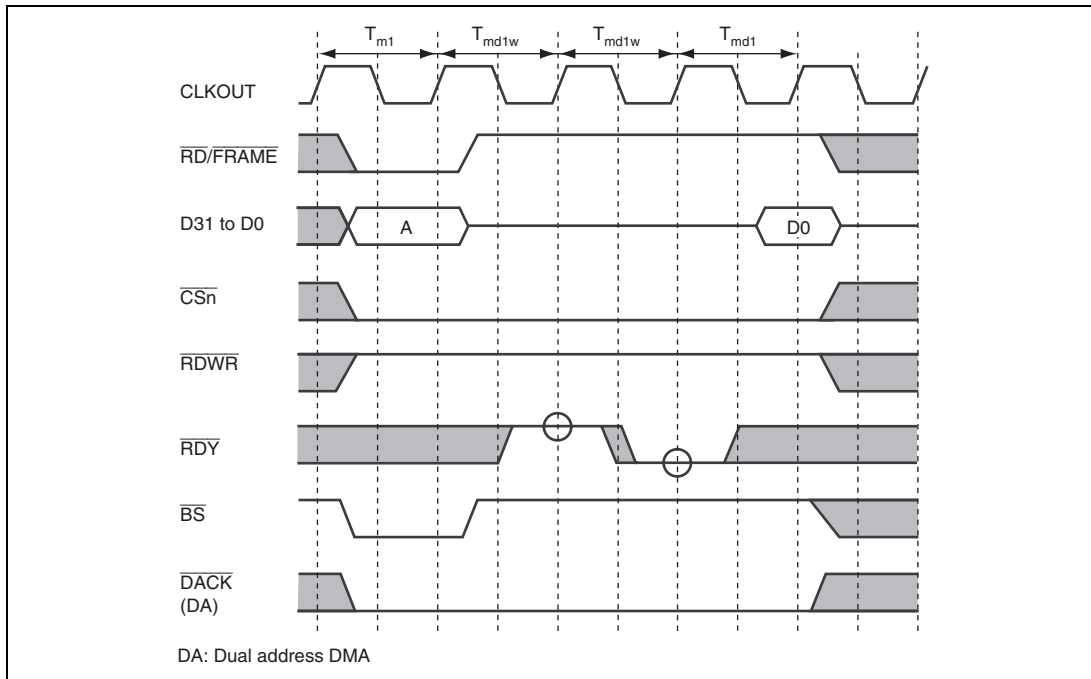 Tm1 Tmd1w Tmd1w Tmd1
CLKOUT
RD/FRAME
D31 to D0 A D0
CSn
RDWR
RDY
BS
DACK
(DA)
DA: Dual address DMA